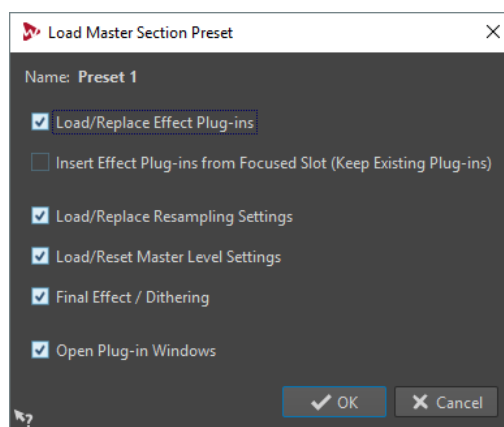 Load Master Section Preset
Name: Preset 1
Load/Replace Effect Plug-ins
Insert Effect Plug-ins from Focused Slot (Keep Existing Plug-ins)
Load/Replace Resampling Settings
Load/Reset Master Level Settings
Final Effect / Dithering
Open Plug-in Windows
OK Cancel
?